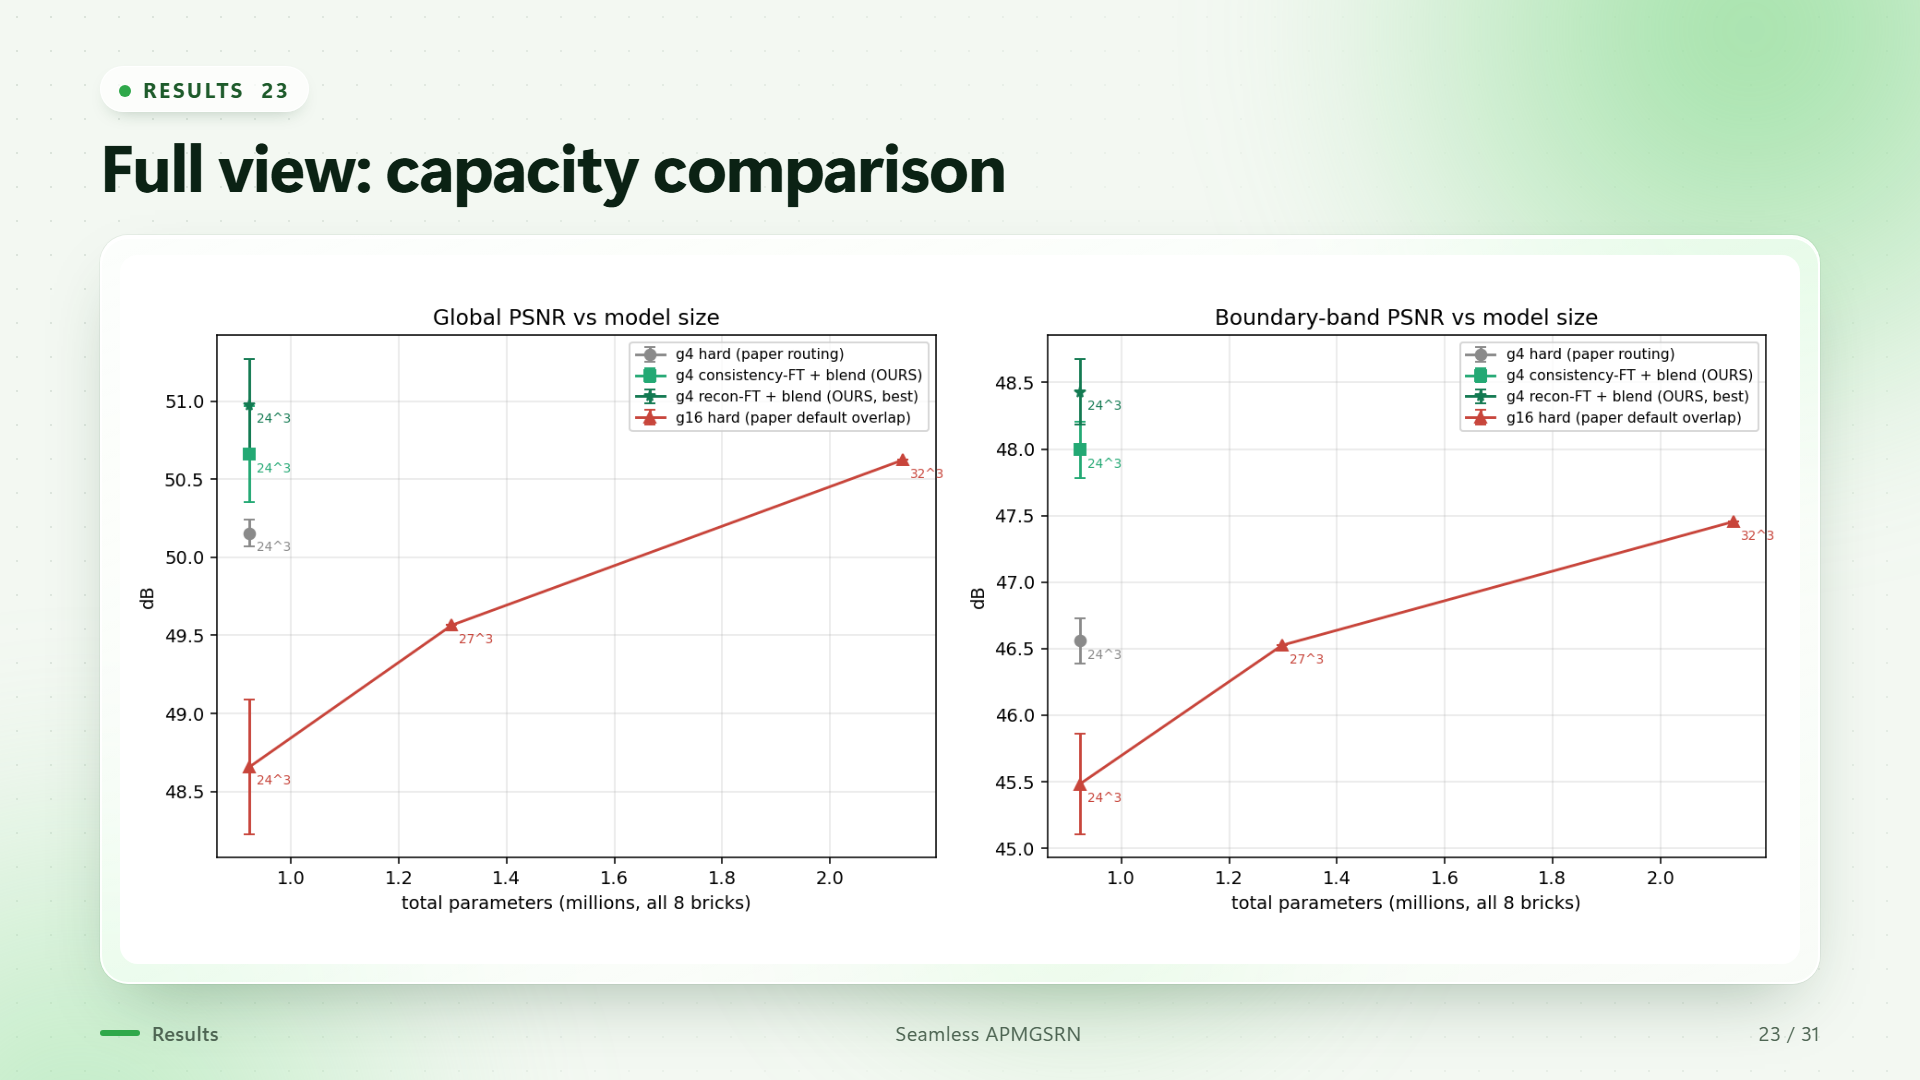 RESULTS 23
Full view: capacity comparison
Global PSNR vs model size
g4 hard (paper routing)
g4 consistency-FT + blend (OURS)
g4 recon-FT + blend (OURS, best)
g16 hard (paper default overlap)
51.0
50.5
50.0
49.5
49.0
48.5
dB
24^3
24^3
24^3
24^3
27^3
32^3
1.0
1.2
1.4
1.6
1.8
2.0
total parameters (millions, all 8 bricks)
Boundary-band PSNR vs model size
g4 hard (paper routing)
g4 consistency-FT + blend (OURS)
g4 recon-FT + blend (OURS, best)
g16 hard (paper default overlap)
48.5
48.0
47.5
47.0
46.5
46.0
45.5
45.0
dB
24^3
24^3
24^3
24^3
27^3
32^3
1.0
1.2
1.4
1.6
1.8
2.0
total parameters (millions, all 8 bricks)
Results
Seamless APMGSRN
23 / 31